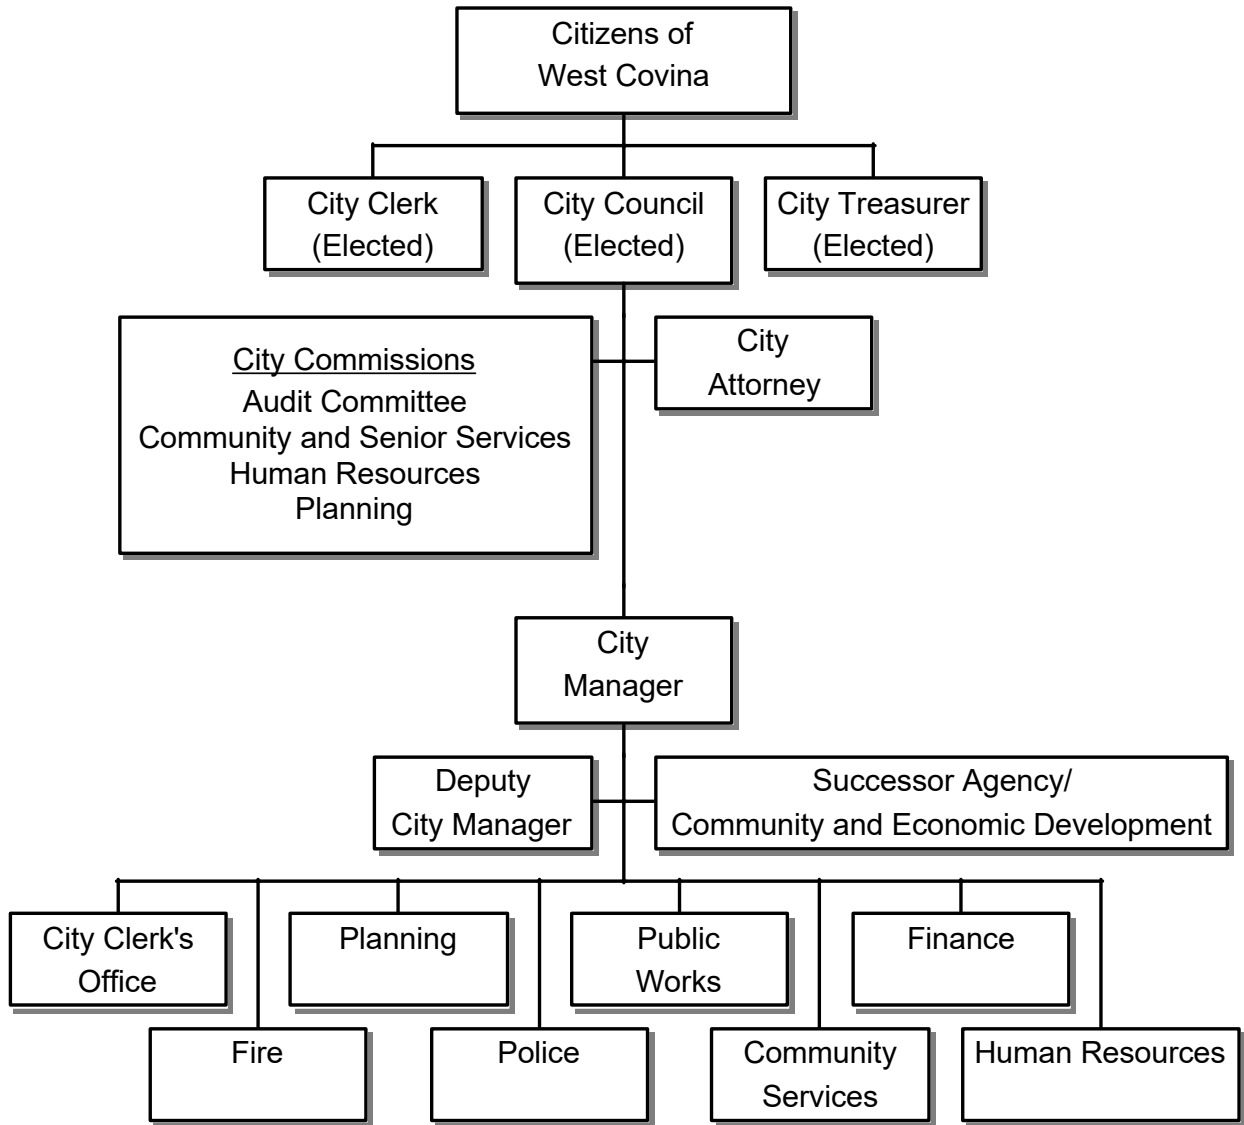 Citizens of
West Covina
City Clerk
(Elected)
City Council
(Elected)
City Treasurer
(Elected)
City Commissions
Audit Committee
Community and Senior Services
Human Resources
Planning
City
Attorney
City
Manager
Deputy
City Manager
Successor Agency/
Community and Economic Development
City Clerk's
Office
Planning
Public
Works
Finance
Fire
Police
Community
Services
Human Resources